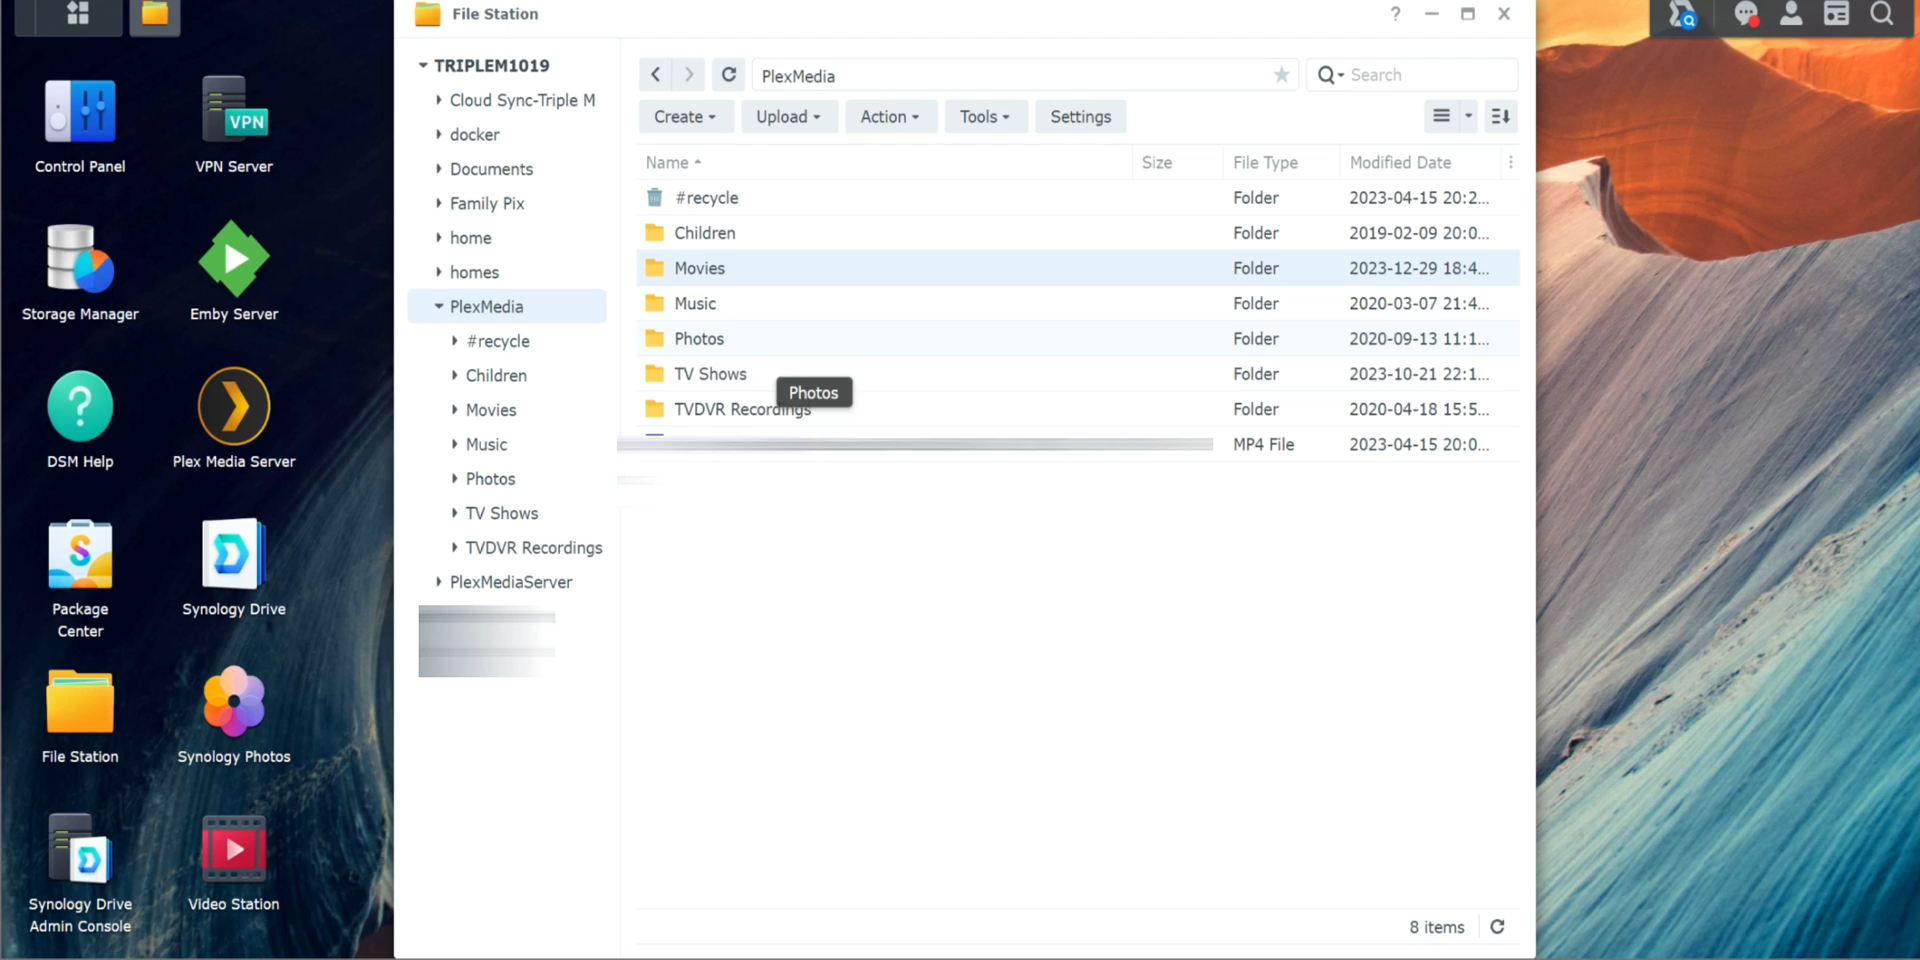 File Station
Control Panel
VPN
VPN Server
Storage Manager
Emby Server
DSM Help
Plex Media Server
Package
Center
Synology Drive
File Station
Synology Photos
Synology Drive
Admin Console
Video Station
TRIPLEM1019
Cloud Sync-Triple M
docker
Documents
Family Pix
home
homes
PlexMedia
#recycle
Children
Movies
Music
Photos
TV Shows
TVDVR Recordings
PlexMediaServer
PlexMedia
Search
Create
Upload
Action
Tools
Settings
Name Size File Type Modified Date
#recycle Folder 2023-04-15 20:2...
Children Folder 2019-02-09 20:0...
Movies Folder 2023-12-29 18:4...
Music Folder 2020-03-07 21:4...
Photos Folder 2020-09-13 11:1...
TV Shows Folder 2023-10-21 22:1...
Photos
TVDVR Recordings Folder 2020-04-18 15:5...
MP4 File 2023-04-15 20:0...
8 items